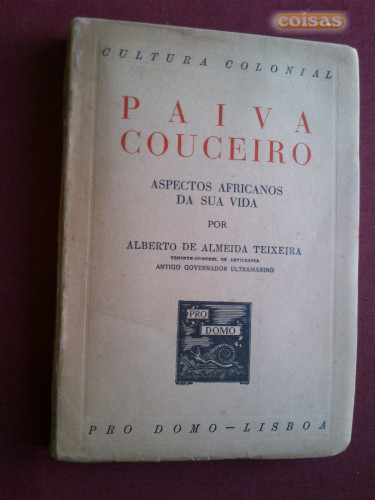 coisas
CULTURA COLONIAL
PAIVA
COUCEIRO
ASPECTOS AFRICANOS
DA SUA VIDA
POR
ALBERTO DE ALMEIDA TEIXEIRA
TENENTE-CORONEL DE ARTILHARIA
ANTIGO GOVERNADOR ULTRAMARINO
PRO
DOMO
PRO DOMO — LISBOA